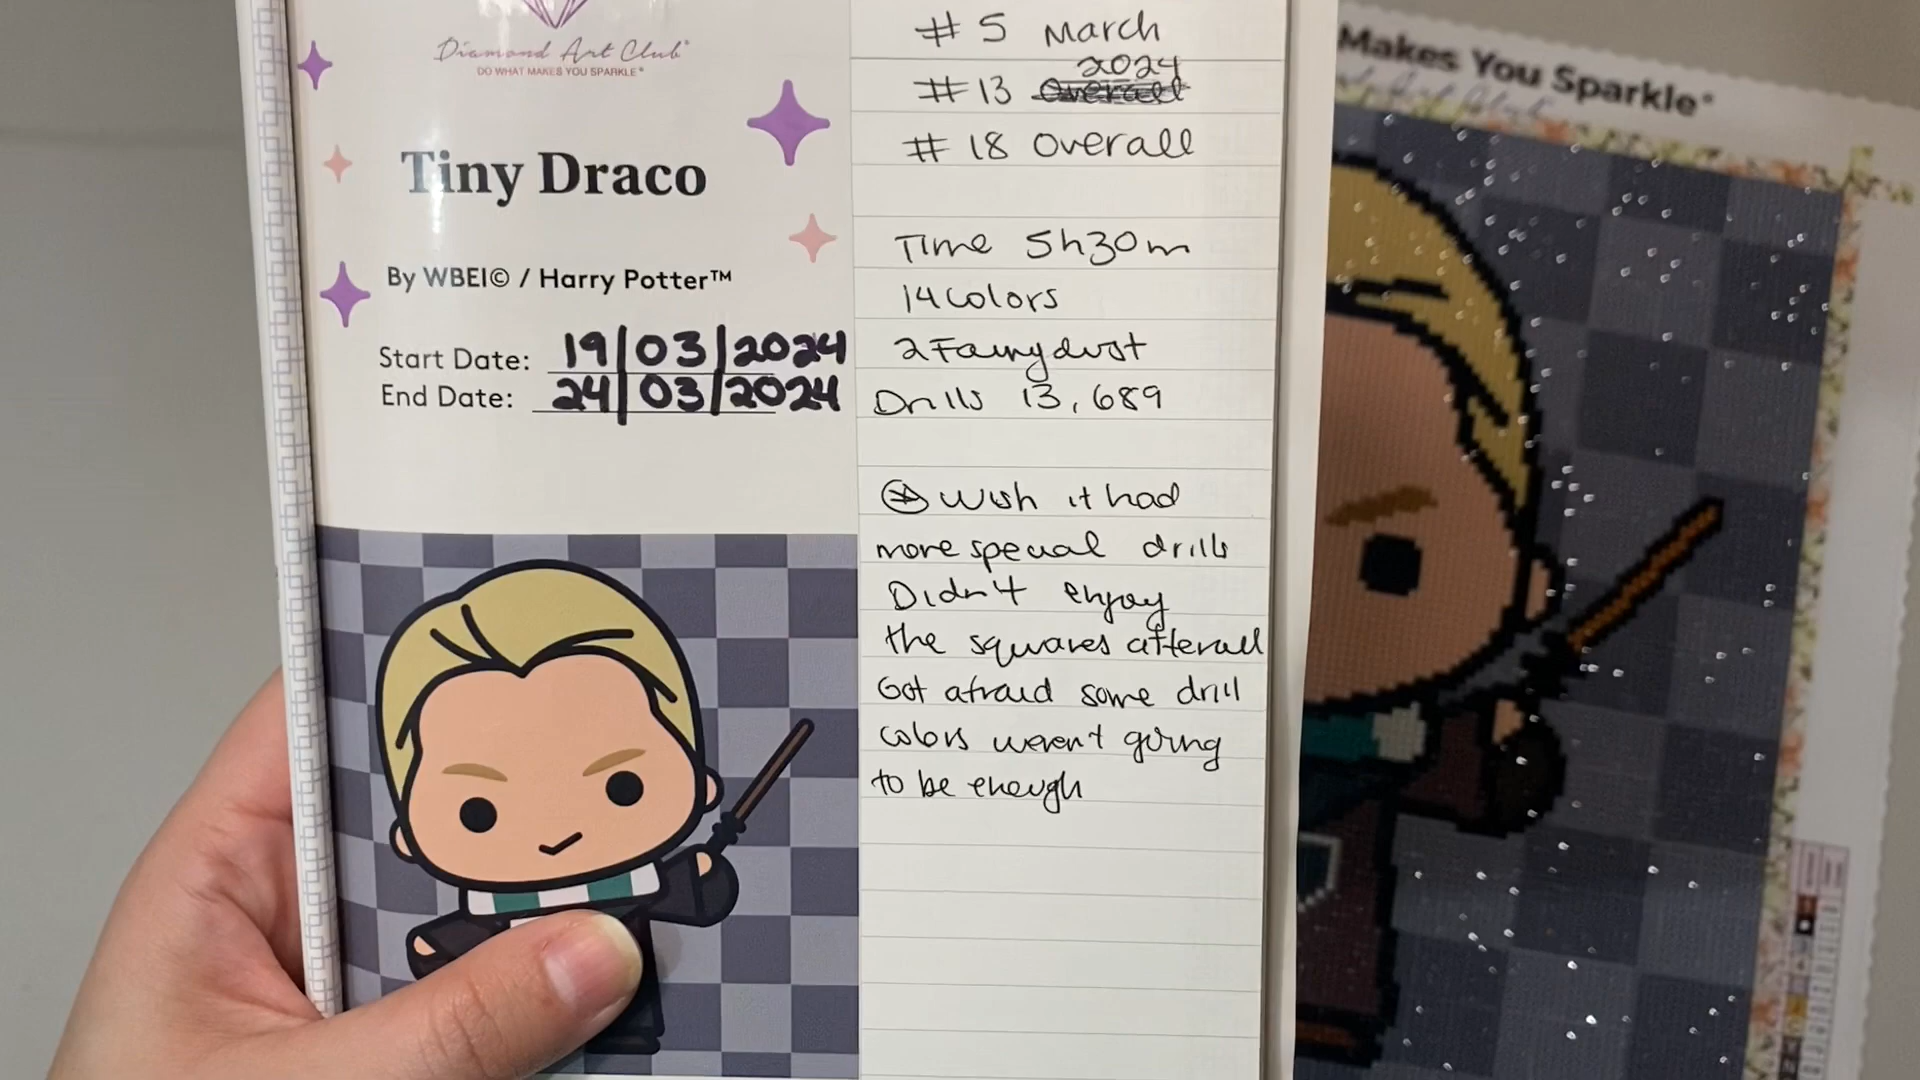 Diamond Art Club®
DO WHAT MAKES YOU SPARKLE®
Tiny Draco
By WBEI© / Harry Potter™
Start Date: 19/03/2024
End Date: 24/03/2024
# 5 March
2024
# 13 Overall
# 18 Overall
Time 5h30m
14 colors
2 Fairydust
Drills 13,689
Wish it had
more special drills
Didn't enjoy
the squares afterall
Got afraid some drill
colors weren't going
to be enough
Makes You Sparkle®